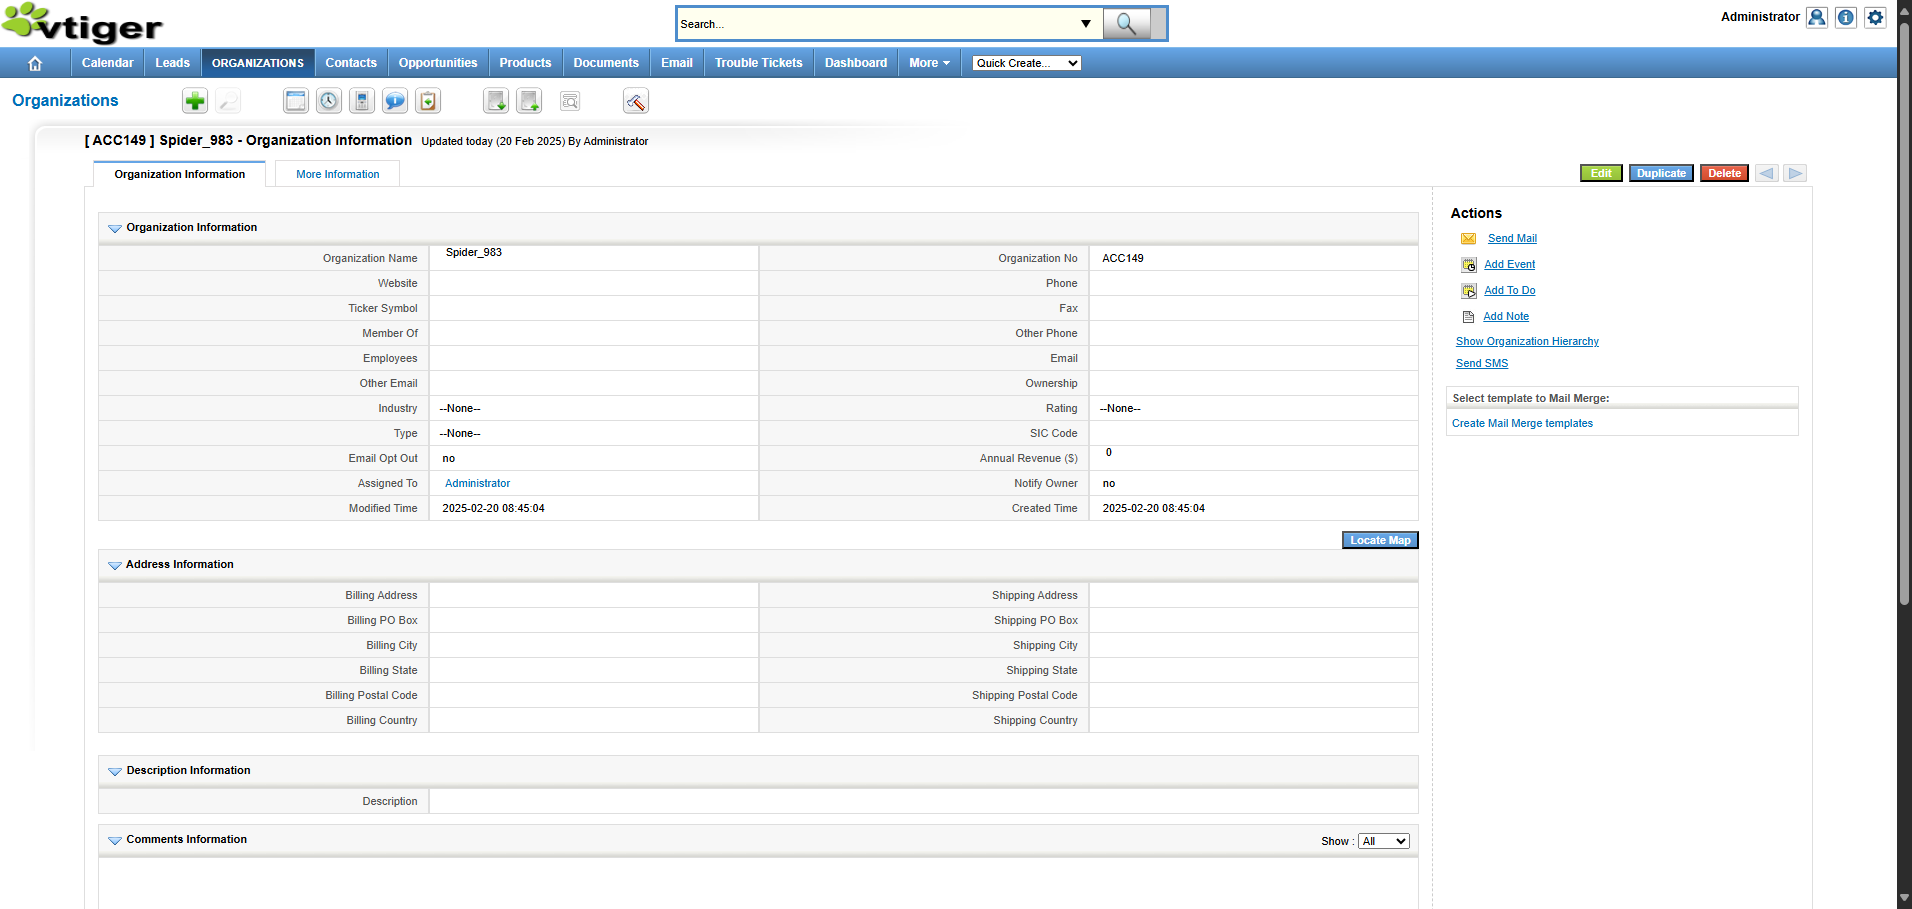 vtiger
Search...
Administrator
Calendar
Leads
ORGANIZATIONS
Contacts
Opportunities
Products
Documents
Email
Trouble Tickets
Dashboard
More
Quick Create...
Organizations
[ ACC149 ] Spider_983 - Organization Information Updated today (20 Feb 2025) By Administrator
Organization Information
More Information
Edit
Duplicate
Delete
Organization Information
Organization Name Spider_983 Organization No ACC149
Website Phone
Ticker Symbol Fax
Member Of Other Phone
Employees Email
Other Email Ownership
Industry --None-- Rating --None--
Type --None-- SIC Code
Email Opt Out no Annual Revenue ($) 0
Assigned To Administrator Notify Owner no
Modified Time 2025-02-20 08:45:04 Created Time 2025-02-20 08:45:04
Locate Map
Address Information
Billing Address Shipping Address
Billing PO Box Shipping PO Box
Billing City Shipping City
Billing State Shipping State
Billing Postal Code Shipping Postal Code
Billing Country Shipping Country
Description Information
Description
Comments Information
Show : All
Actions
Send Mail
Add Event
Add To Do
Add Note
Show Organization Hierarchy
Send SMS
Select template to Mail Merge:
Create Mail Merge templates